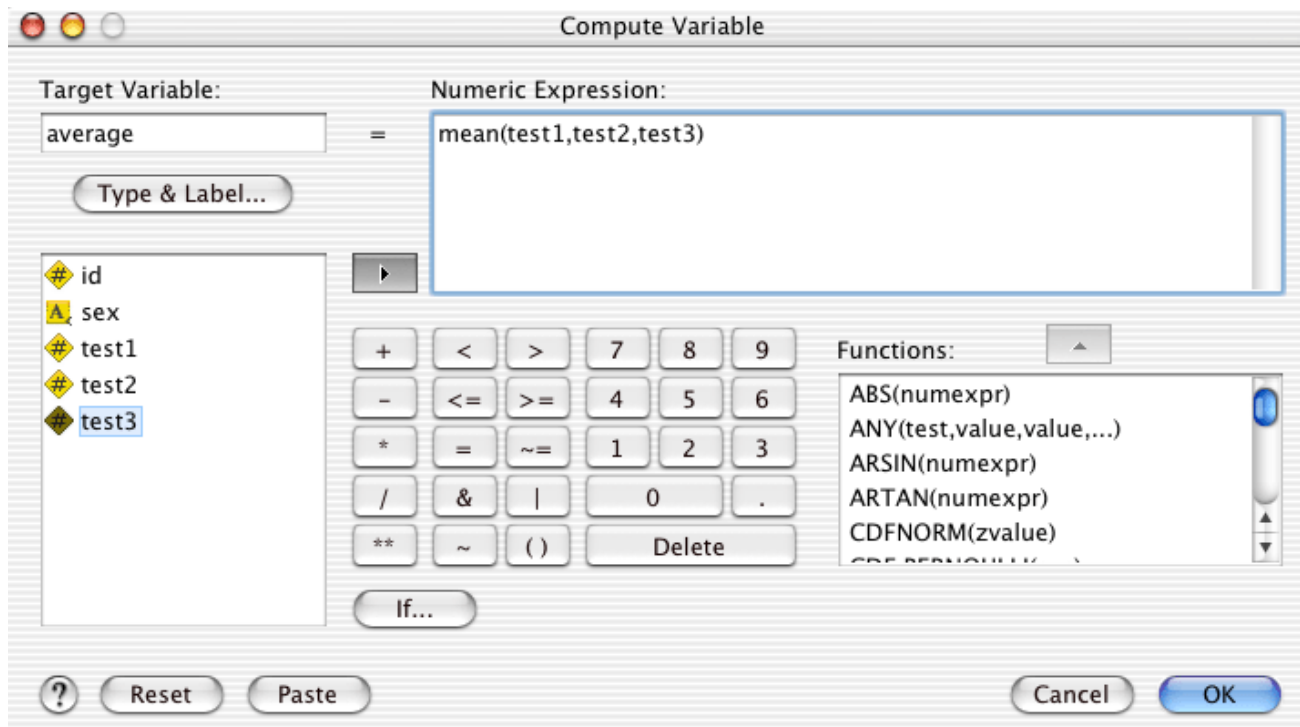 Compute Variable
Target Variable:
Numeric Expression:
average
=
mean(test1,test2,test3)
Type & Label...
# id
A sex
# test1
# test2
# test3
+ < > 7 8 9
- <= >= 4 5 6
* = ~= 1 2 3
/ & | 0 .
** ~ ( ) Delete
If...
Functions:
ABS(numexpr)
ANY(test,value,value,...)
ARSIN(numexpr)
ARTAN(numexpr)
CDFNORM(zvalue)
? Reset Paste Cancel OK